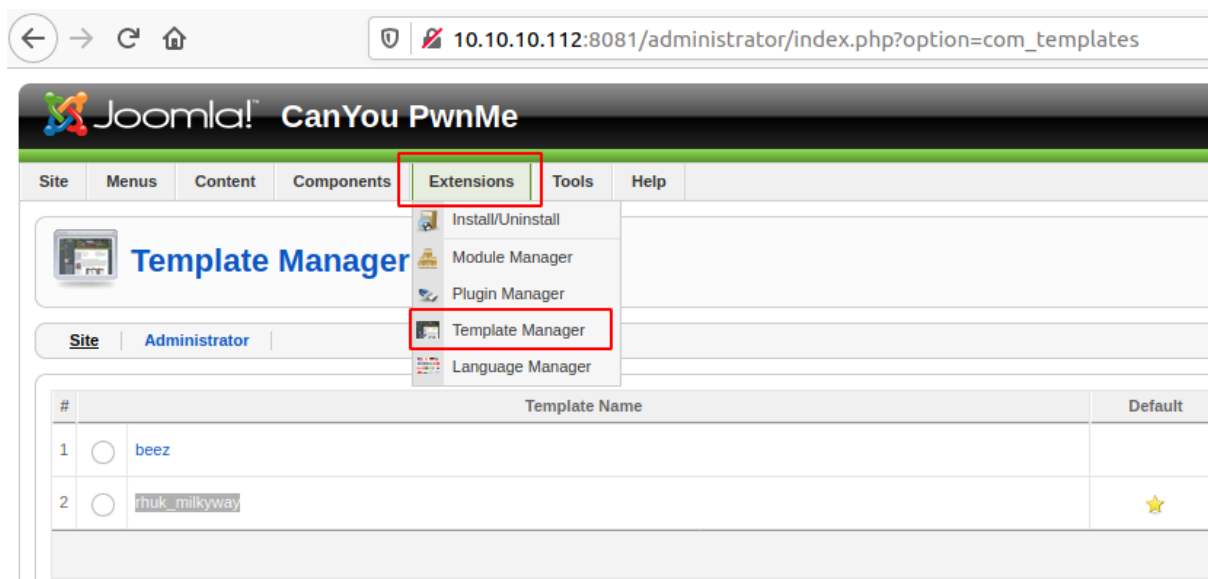 10.10.10.112:8081/administrator/index.php?option=com_templates
Joomla!™ CanYou PwnMe
Site Menus Content Components Extensions Tools Help
Install/Uninstall
Module Manager
Plugin Manager
Template Manager
Language Manager
Template Manager
Site Administrator
# Template Name Default
1 beez
2 rhuk_milkyway